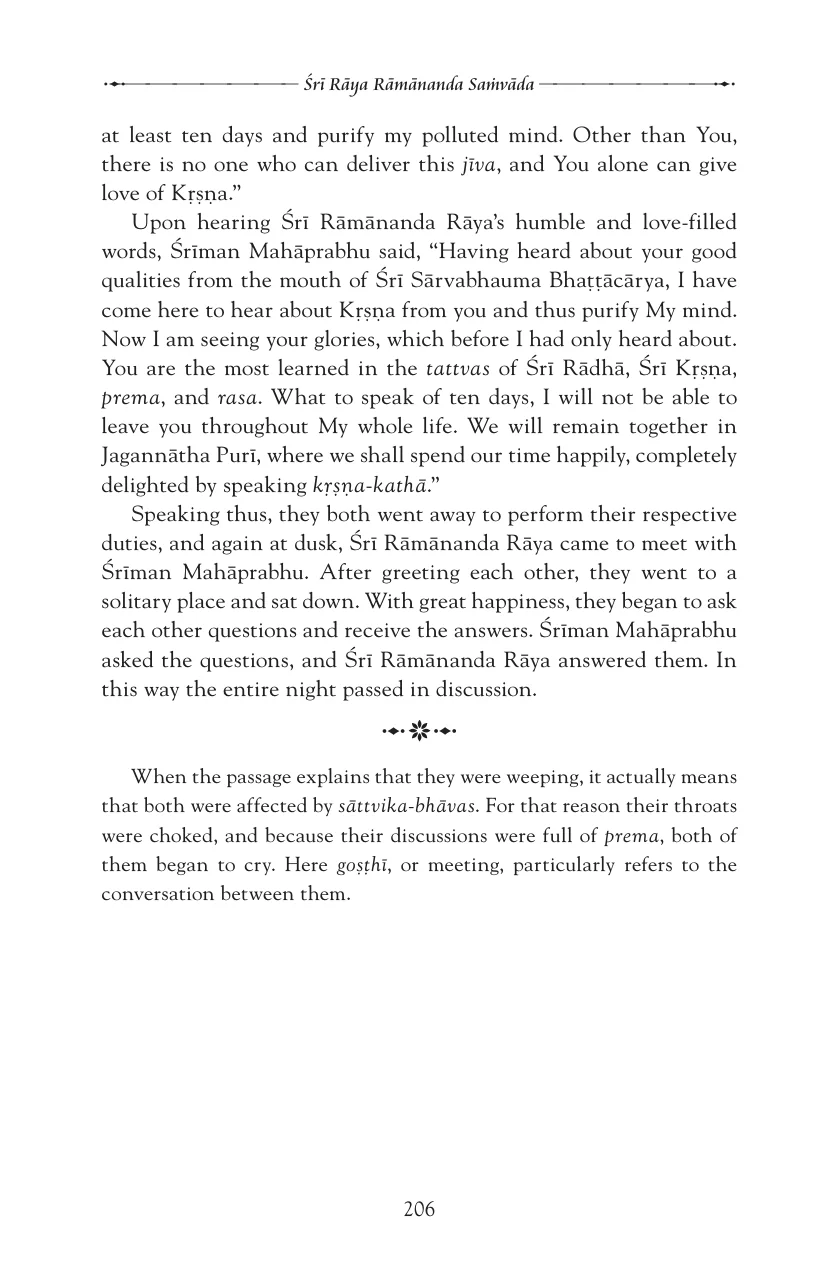 Śrī Rāya Rāmānanda Saṁvāda
at least ten days and purify my polluted mind. Other than You,
there is no one who can deliver this jīva, and You alone can give
love of Kṛṣṇa.”
Upon hearing Śrī Rāmānanda Rāya’s humble and love-filled
words, Śrīman Mahāprabhu said, “Having heard about your good
qualities from the mouth of Śrī Sārvabhauma Bhaṭṭācārya, I have
come here to hear about Kṛṣṇa from you and thus purify My mind.
Now I am seeing your glories, which before I had only heard about.
You are the most learned in the tattvas of Śrī Rādhā, Śrī Kṛṣṇa,
prema, and rasa. What to speak of ten days, I will not be able to
leave you throughout My whole life. We will remain together in
Jagannātha Purī, where we shall spend our time happily, completely
delighted by speaking kṛṣṇa-kathā.”
Speaking thus, they both went away to perform their respective
duties, and again at dusk, Śrī Rāmānanda Rāya came to meet with
Śrīman Mahāprabhu. After greeting each other, they went to a
solitary place and sat down. With great happiness, they began to ask
each other questions and receive the answers. Śrīman Mahāprabhu
asked the questions, and Śrī Rāmānanda Rāya answered them. In
this way the entire night passed in discussion.
When the passage explains that they were weeping, it actually means
that both were affected by sāttvika-bhāvas. For that reason their throats
were choked, and because their discussions were full of prema, both of
them began to cry. Here goṣṭhī, or meeting, particularly refers to the
conversation between them.
206